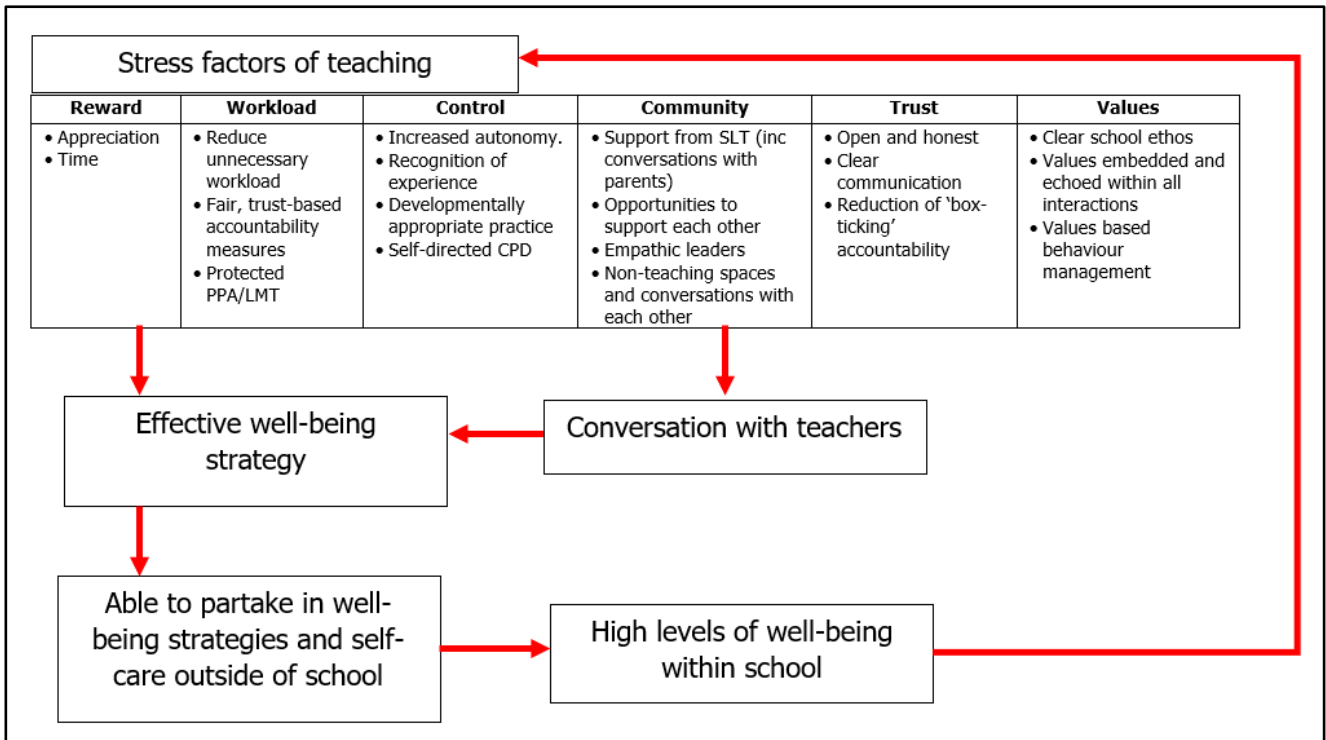 Stress factors of teaching
Reward
• Appreciation
• Time
Workload
• Reduce
unnecessary
workload
• Fair, trust-based
accountability
measures
• Protected
PPA/LMT
Control
• Increased autonomy.
• Recognition of
experience
• Developmentally
appropriate practice
• Self-directed CPD
Community
• Support from SLT (inc
conversations with
parents)
• Opportunities to
support each other
• Empathic leaders
• Non-teaching spaces
and conversations with
each other
Trust
• Open and honest
• Clear
communication
• Reduction of ‘box-
ticking’
accountability
Values
• Clear school ethos
• Values embedded and
echoed within all
interactions
• Values based
behaviour
management
Effective well-being
strategy
Conversation with teachers
Able to partake in well-
being strategies and self-
care outside of school
High levels of well-being
within school